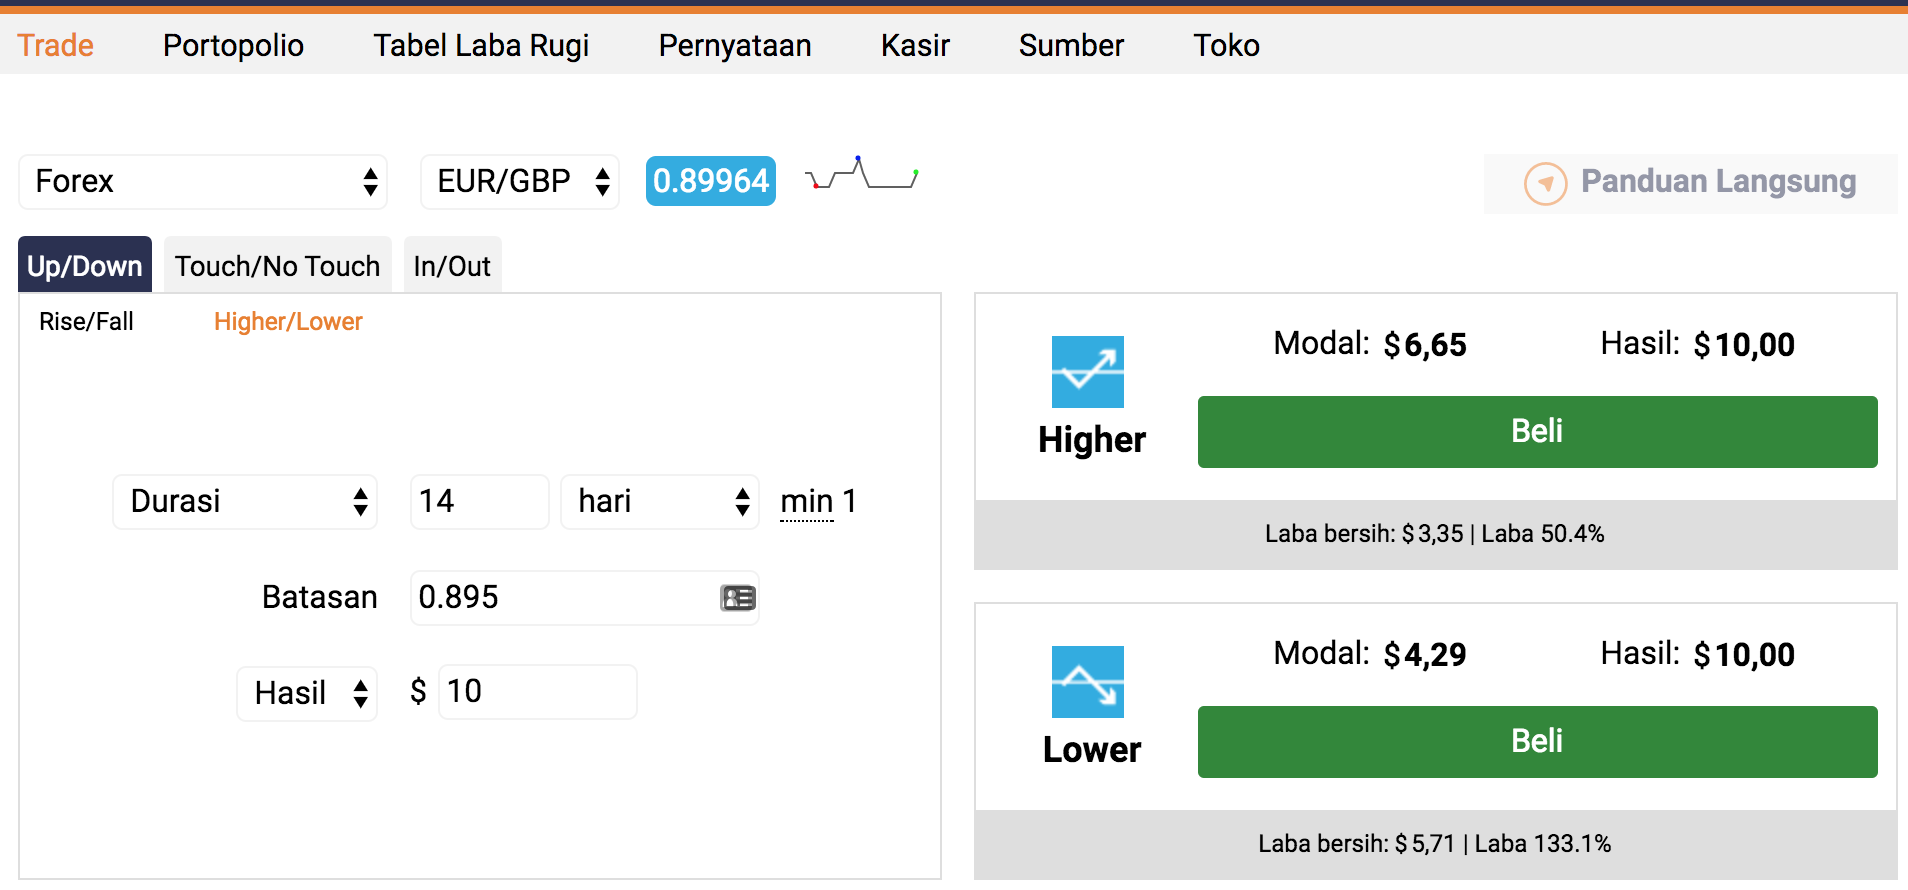 Trade Portopolio Tabel Laba Rugi Pernyataan Kasir Sumber Toko
Forex EUR/GBP 0.89964 Panduan Langsung
Up/Down Touch/No Touch In/Out
Rise/Fall Higher/Lower
Durasi 14 hari min 1
Batasan 0.895
Hasil $ 10
Modal: $6,65 Hasil: $10,00
Higher
Beli
Laba bersih: $3,35 | Laba 50.4%
Modal: $4,29 Hasil: $10,00
Lower
Beli
Laba bersih: $5,71 | Laba 133.1%